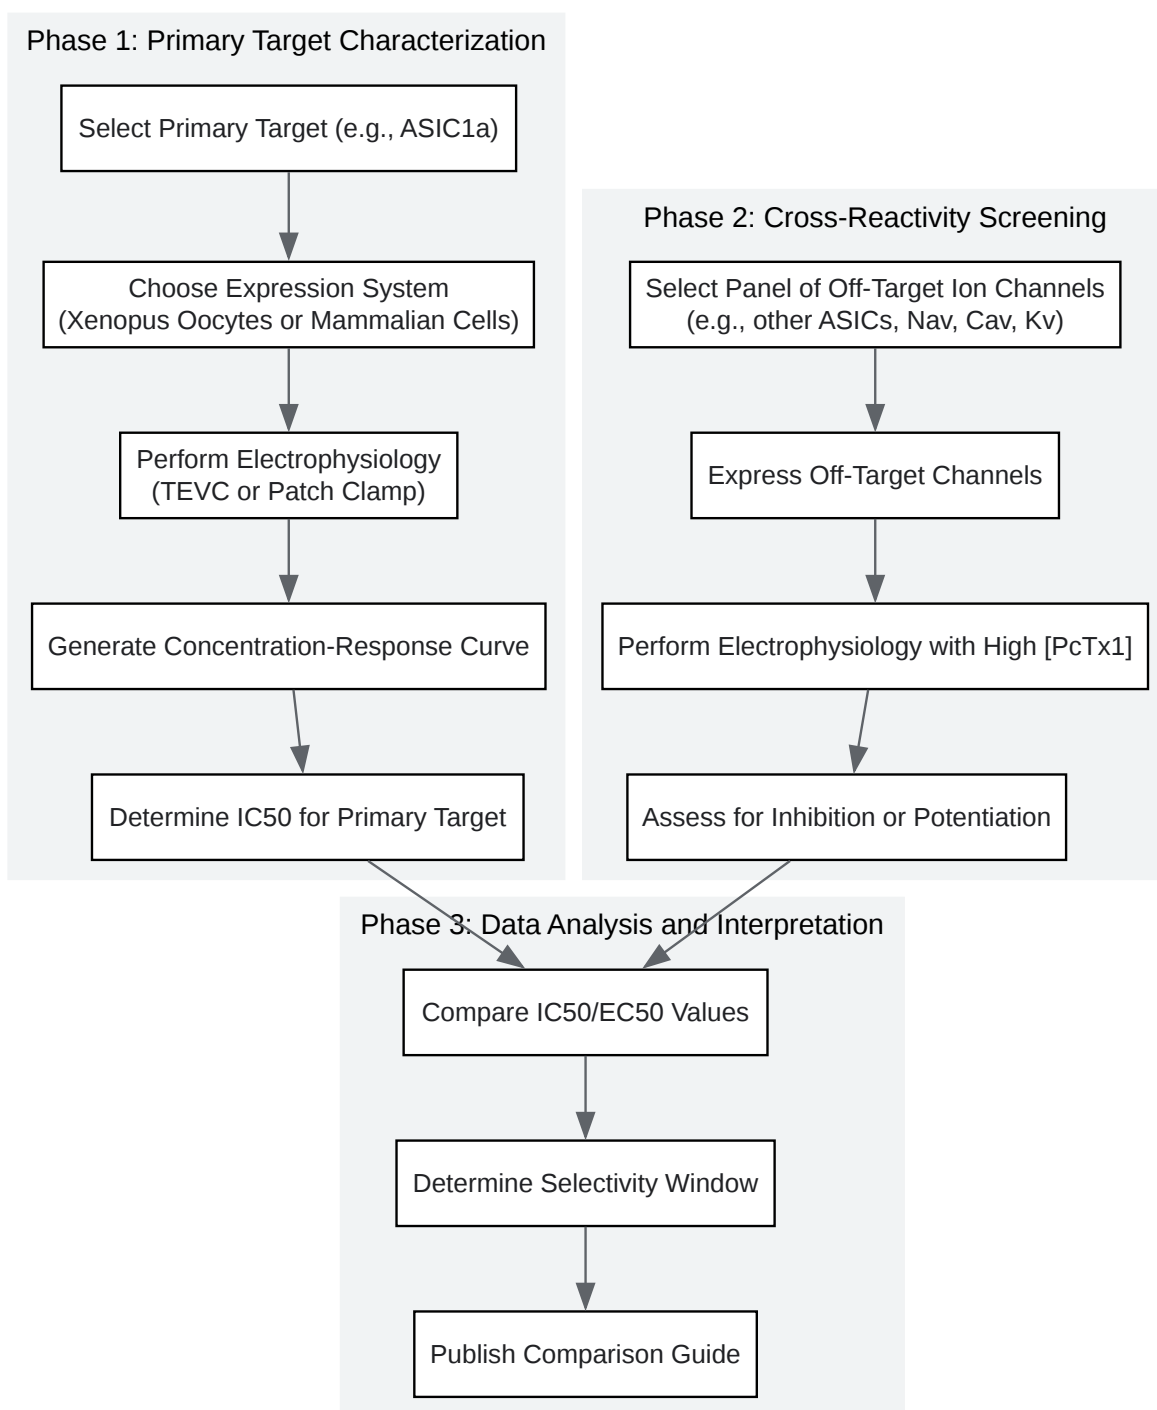 Phase 1: Primary Target Characterization
Select Primary Target (e.g., ASIC1a)
Choose Expression System
(Xenopus Oocytes or Mammalian Cells)
Perform Electrophysiology
(TEVC or Patch Clamp)
Generate Concentration-Response Curve
Determine IC50 for Primary Target
Phase 2: Cross-Reactivity Screening
Select Panel of Off-Target Ion Channels
(e.g., other ASICs, Nav, Cav, Kv)
Express Off-Target Channels
Perform Electrophysiology with High [PcTx1]
Assess for Inhibition or Potentiation
Phase 3: Data Analysis and Interpretation
Compare IC50/EC50 Values
Determine Selectivity Window
Publish Comparison Guide